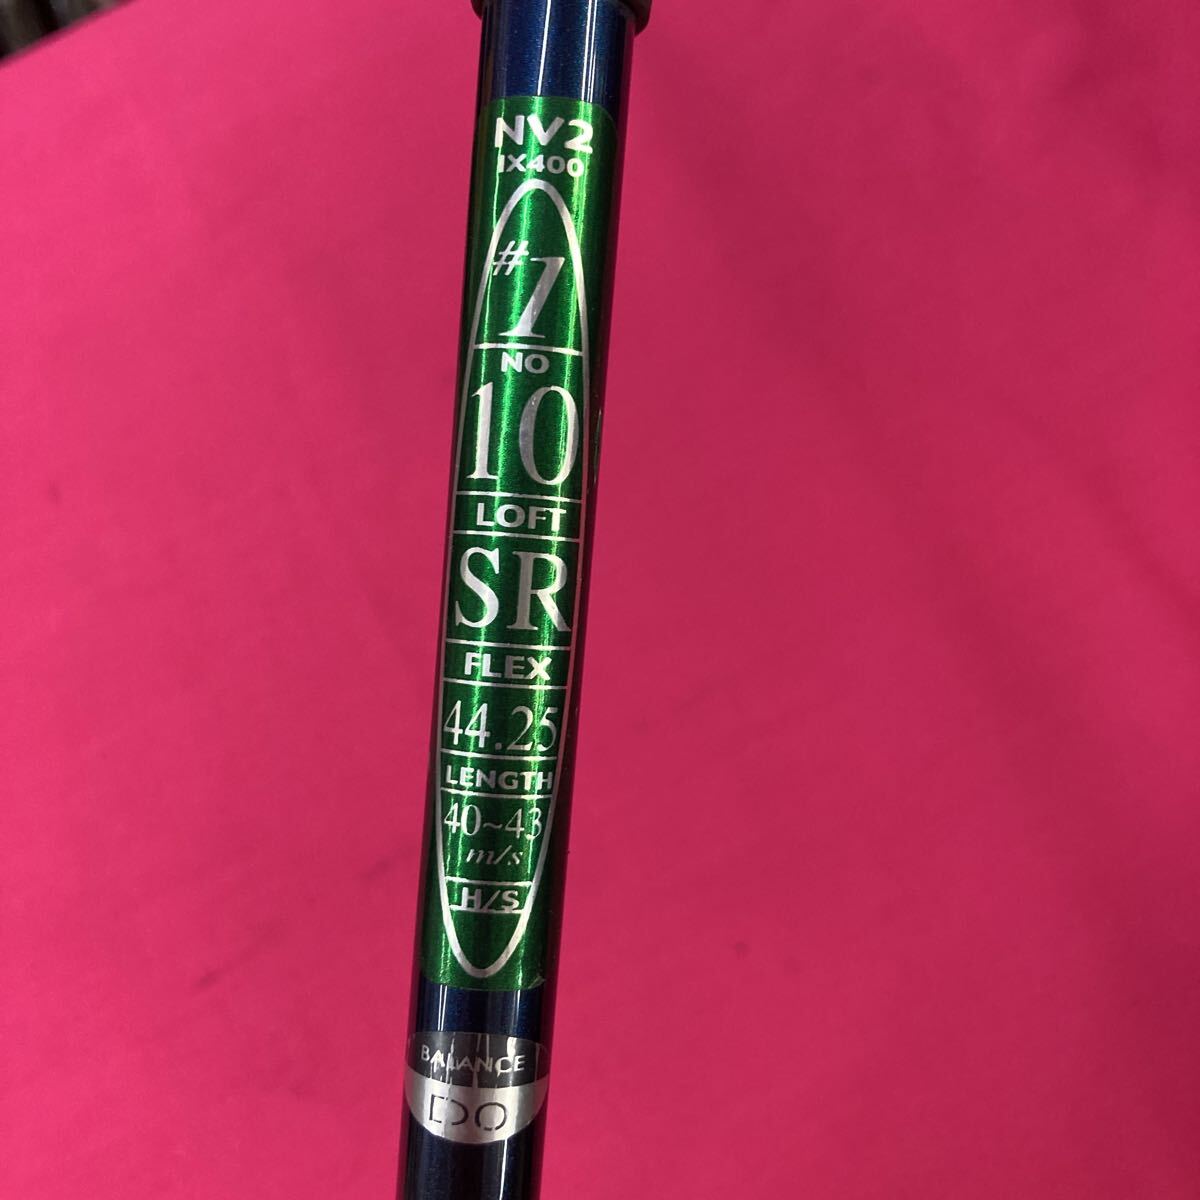 NV2
IX400
#1
NO
10
LOFT
SR
FLEX
44.25
LENGTH
40~43
m/s
H/S
BALANCE
D0